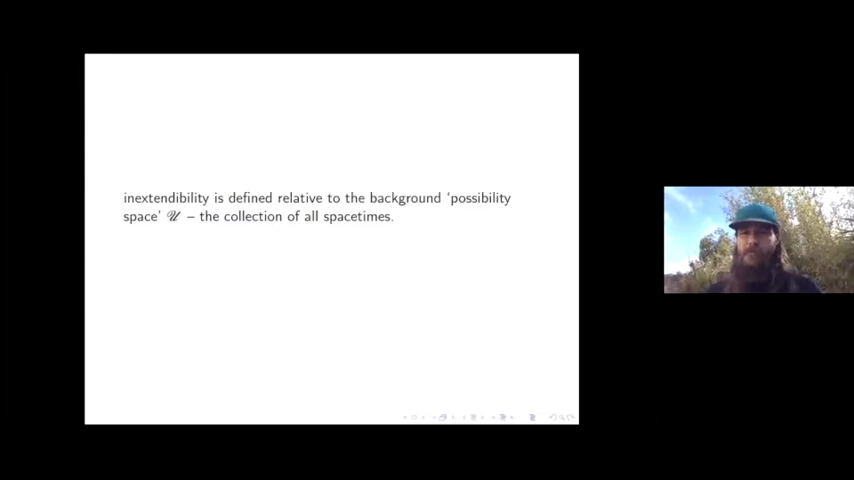 inextendibility is defined relative to the background ‘possibility
space’ 𝒰 – the collection of all spacetimes.